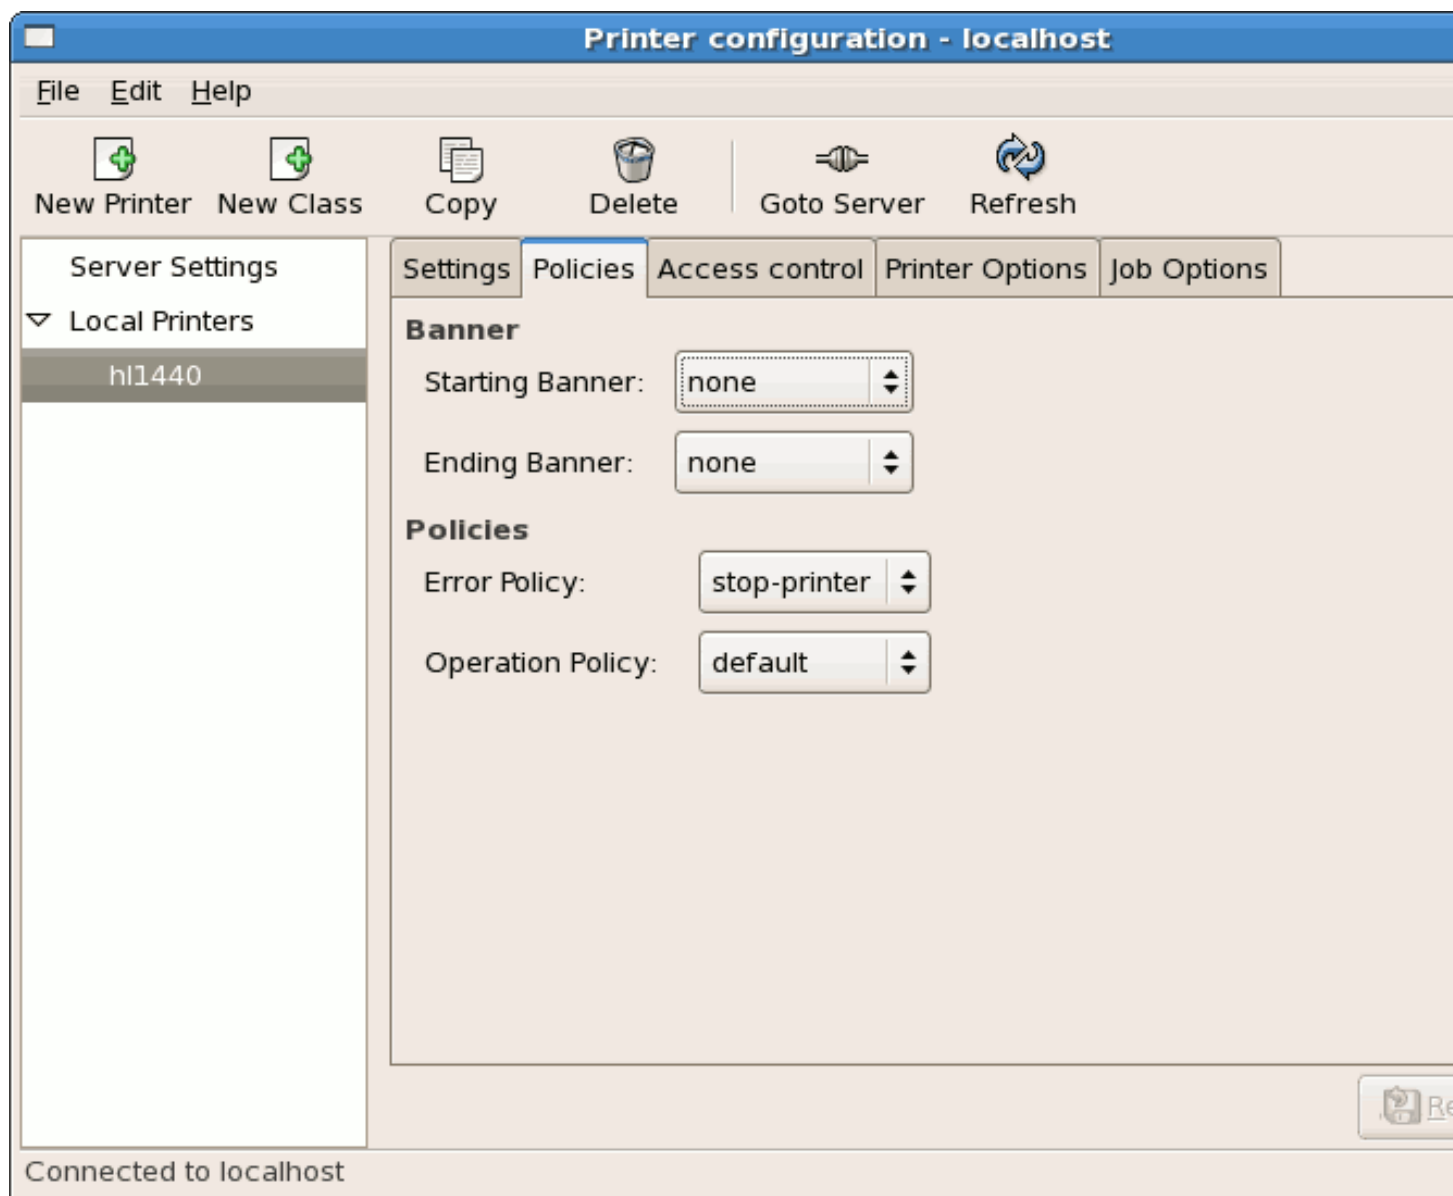 Printer configuration - localhost
File Edit Help
New Printer New Class Copy Delete Goto Server Refresh
Server Settings
Local Printers
hl1440
Settings Policies Access control Printer Options Job Options
Banner
Starting Banner: none
Ending Banner: none
Policies
Error Policy: stop-printer
Operation Policy: default
Connected to localhost